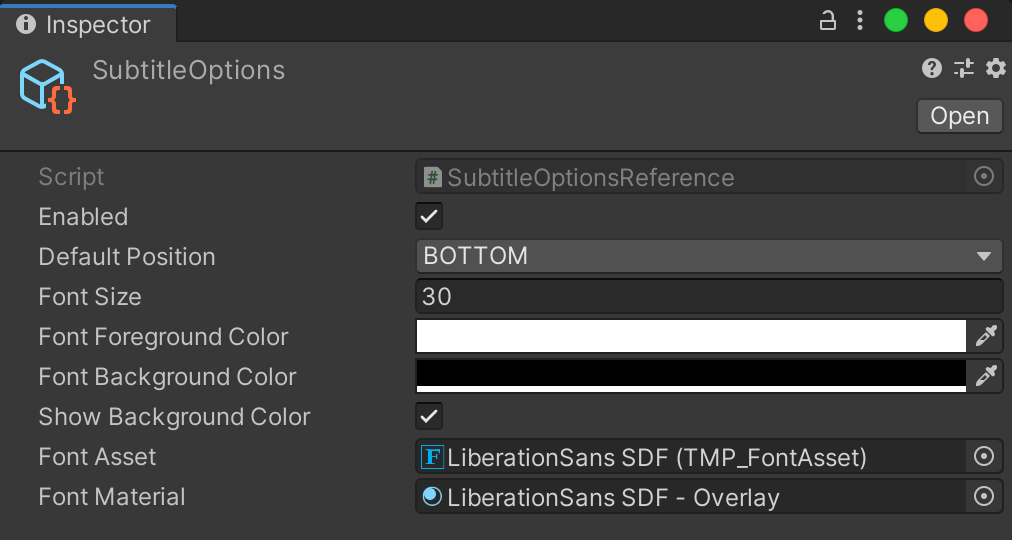 Inspector
SubtitleOptions
Open
Script
#
SubtitleOptionsReference
Enabled
Default Position
BOTTOM
Font Size
30
Font Foreground Color
Font Background Color
Show Background Color
Font Asset
F
LiberationSans SDF (TMP_FontAsset)
Font Material
LiberationSans SDF - Overlay